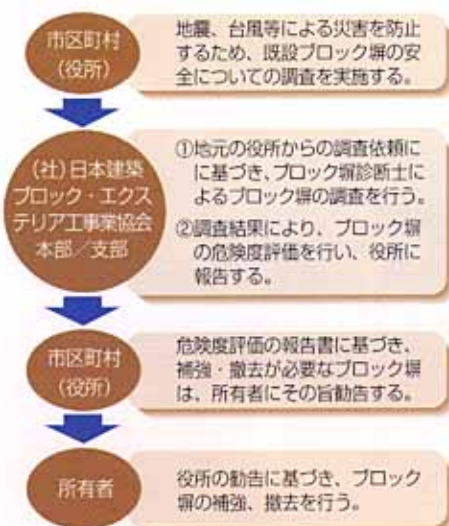 市区町村
(役所)
地震、台風等による災害を防止
するため、既設ブロック塀の安
全についての調査を実施する。
(社)日本建築
ブロック・エクス
テリア工事業協会
本部／支部
①地元の役所からの調査依頼に
に基づき、ブロック塀診断士に
よるブロック塀の調査を行う。
②調査結果により、ブロック塀
の危険度評価を行い、役所に
報告する。
市区町村
(役所)
危険度評価の報告書に基づき、
補強・撤去が必要なブロック塀
は、所有者にその旨勧告する。
所有者
役所の勧告に基づき、ブロック
塀の補強、撤去を行う。